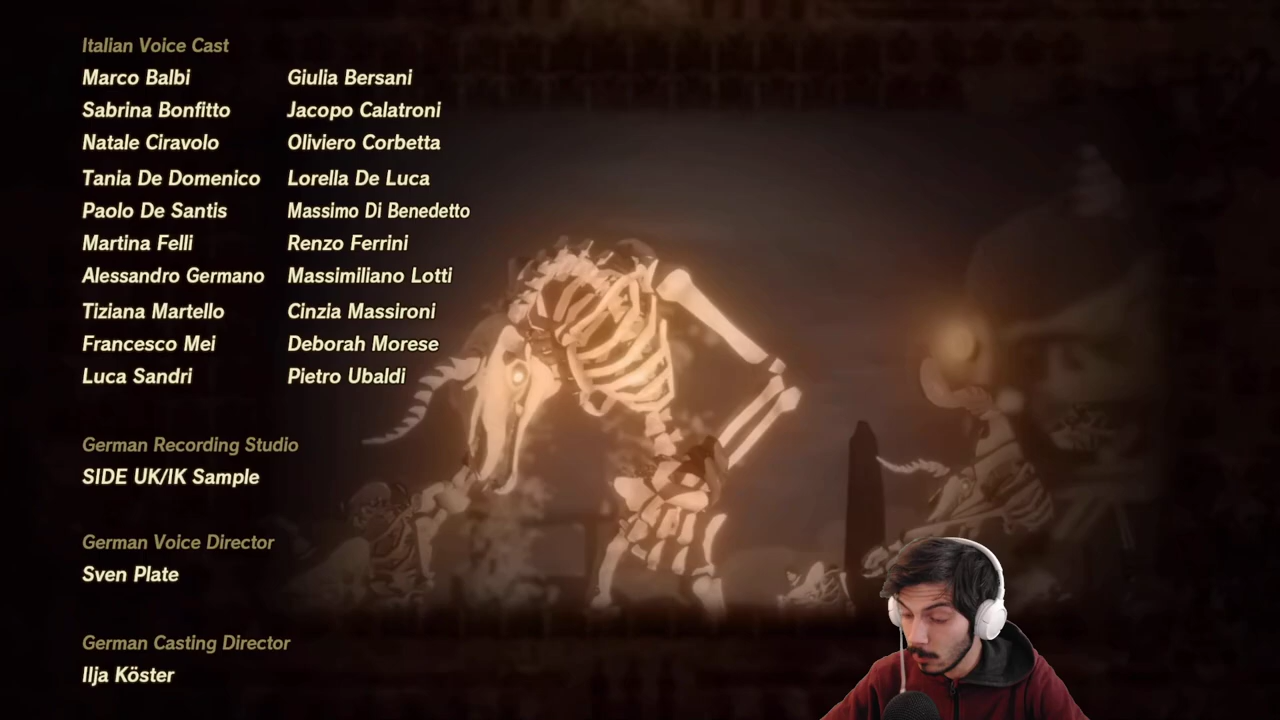 Italian Voice Cast
Marco Balbi Giulia Bersani
Sabrina Bonfitto Jacopo Calatroni
Natale Ciravolo Oliviero Corbetta
Tania De Domenico Lorella De Luca
Paolo De Santis Massimo Di Benedetto
Martina Felli Renzo Ferrini
Alessandro Germano Massimiliano Lotti
Tiziana Martello Cinzia Massironi
Francesco Mei Deborah Morese
Luca Sandri Pietro Ubaldi
German Recording Studio
SIDE UK/IK Sample
German Voice Director
Sven Plate
German Casting Director
Ilja Köster